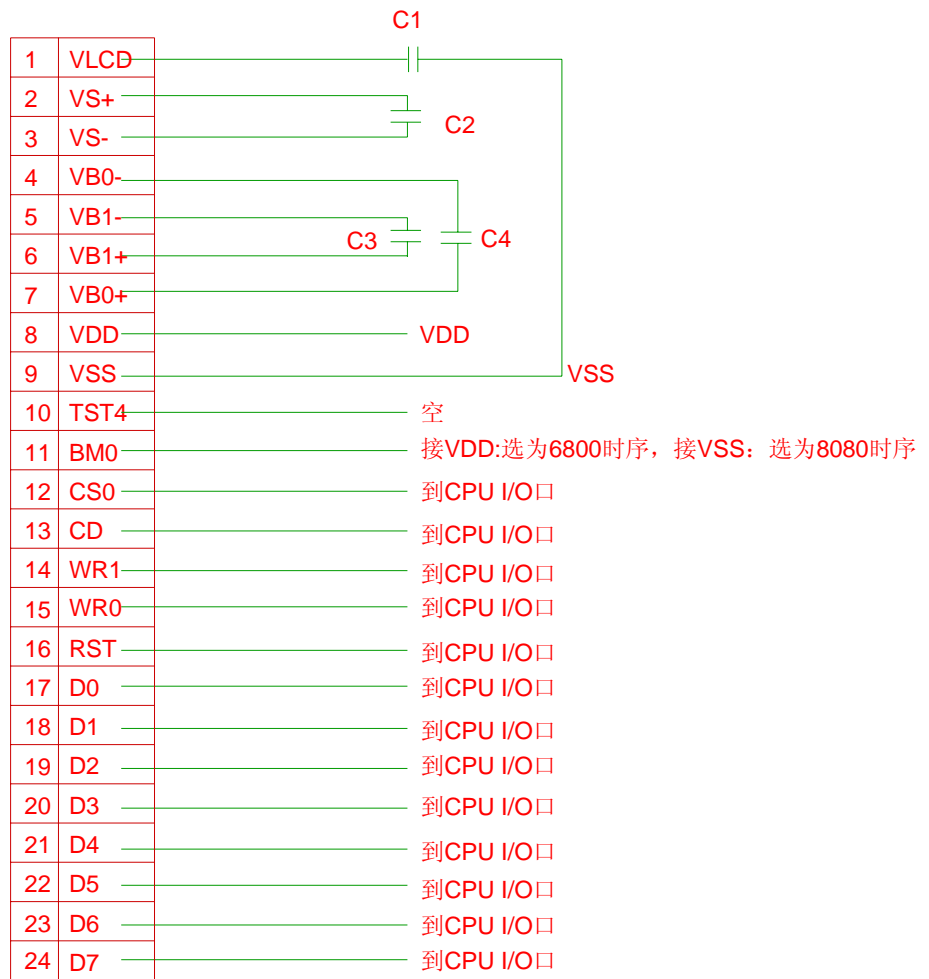 C1
1 VLCD
2 VS+
C2
3 VS-
4 VB0-
5 VB1-
C3 C4
6 VB1+
7 VB0+
8 VDD VDD
9 VSS VSS
10 TST4 空
11 BM0 接VDD:选为6800时序，接VSS：选为8080时序
12 CS0 到CPU I/O口
13 CD 到CPU I/O口
14 WR1 到CPU I/O口
15 WR0 到CPU I/O口
16 RST 到CPU I/O口
17 D0 到CPU I/O口
18 D1 到CPU I/O口
19 D2 到CPU I/O口
20 D3 到CPU I/O口
21 D4 到CPU I/O口
22 D5 到CPU I/O口
23 D6 到CPU I/O口
24 D7 到CPU I/O口